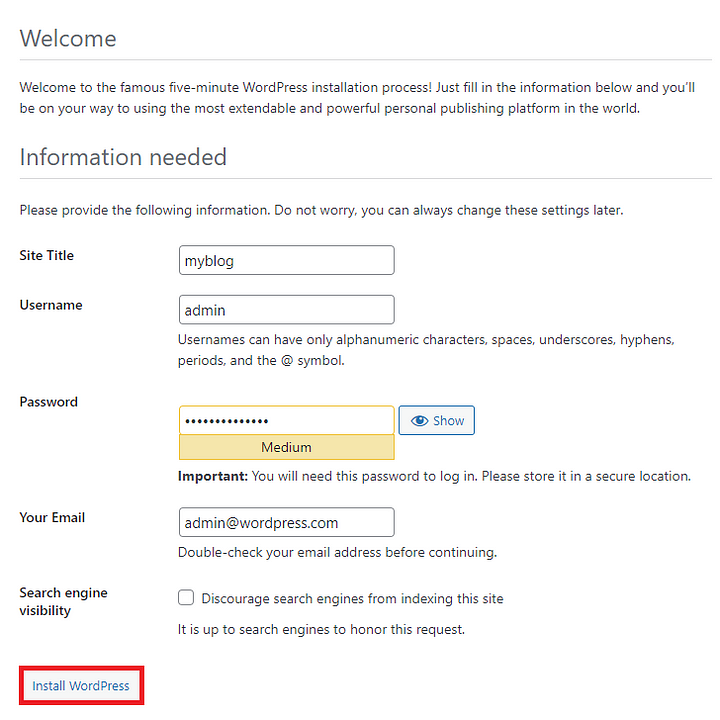 Welcome
Welcome to the famous five-minute WordPress installation process! Just fill in the information below and you’ll
be on your way to using the most extendable and powerful personal publishing platform in the world.
Information needed
Please provide the following information. Do not worry, you can always change these settings later.
Site Title
myblog
Username
admin
Usernames can have only alphanumeric characters, spaces, underscores, hyphens,
periods, and the @ symbol.
Password
••••••••••••••
Show
Medium
Important: You will need this password to log in. Please store it in a secure location.
Your Email
admin@wordpress.com
Double-check your email address before continuing.
Search engine
visibility
Discourage search engines from indexing this site
It is up to search engines to honor this request.
Install WordPress